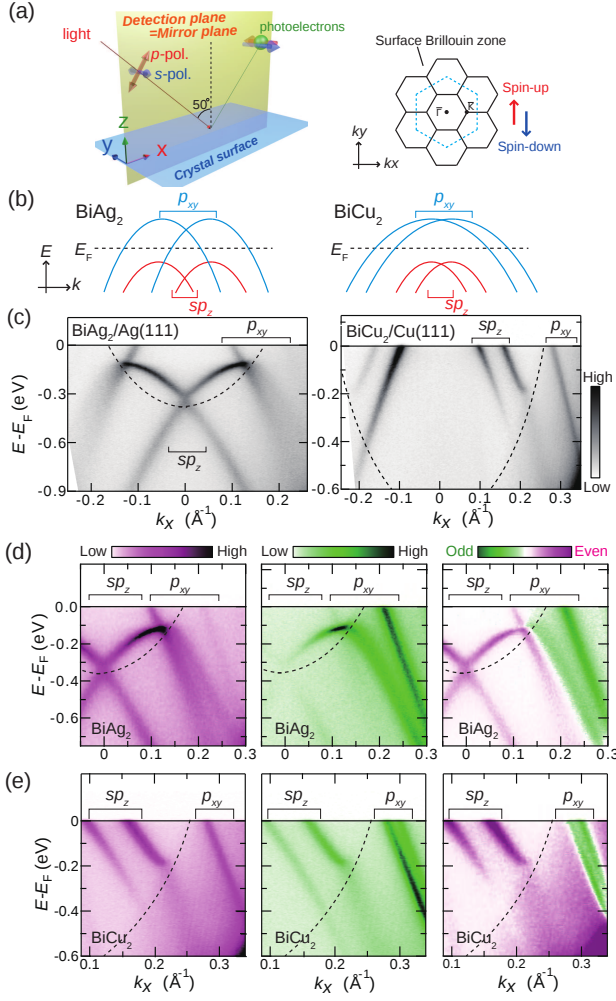 (a)
Detection plane
=Mirror plane
photoelectrons
light
p-pol.
s-pol.
50°
z
y
x
Crystal surface
Surface Brillouin zone
Γ̅
K̅
Spin-up
Spin-down
ky
kx
(b)
BiAg2
pxy
BiCu2
pxy
E
EF
EF
k
spz
spz
(c)
BiAg2/Ag(111)
pxy
BiCu2/Cu(111)
spz
pxy
E-EF (eV)
0
-0.3
-0.6
-0.9
spz
0
-0.2
-0.4
-0.6
High
Low
-0.2
-0.1
0
0.1
0.2
-0.1
0
0.1
0.2
0.3
kx (Å-1)
kx (Å-1)
(d)
Low
High
Low
High
Odd
Even
spz
pxy
spz
pxy
spz
pxy
E-EF (eV)
0.0
-0.2
-0.4
-0.6
BiAg2
BiAg2
BiAg2
0
0.1
0.2
0.3
0
0.1
0.2
0.3
0
0.1
0.2
0.3
(e)
spz
pxy
spz
pxy
spz
pxy
E-EF (eV)
0
-0.2
-0.4
-0.6
BiCu2
BiCu2
BiCu2
0.1
0.2
0.3
0.1
0.2
0.3
0.1
0.2
0.3
kx (Å-1)
kx (Å-1)
kx (Å-1)